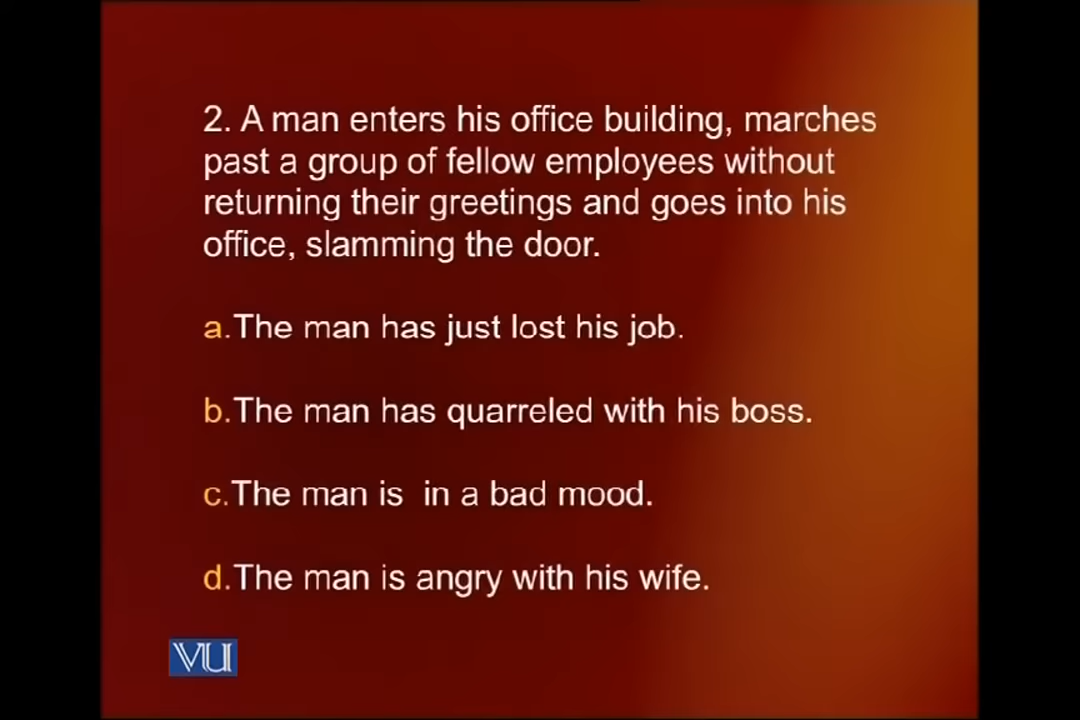 2. A man enters his office building, marches
past a group of fellow employees without
returning their greetings and goes into his
office, slamming the door.
a.The man has just lost his job.
b.The man has quarreled with his boss.
c.The man is  in a bad mood.
d.The man is angry with his wife.
VU